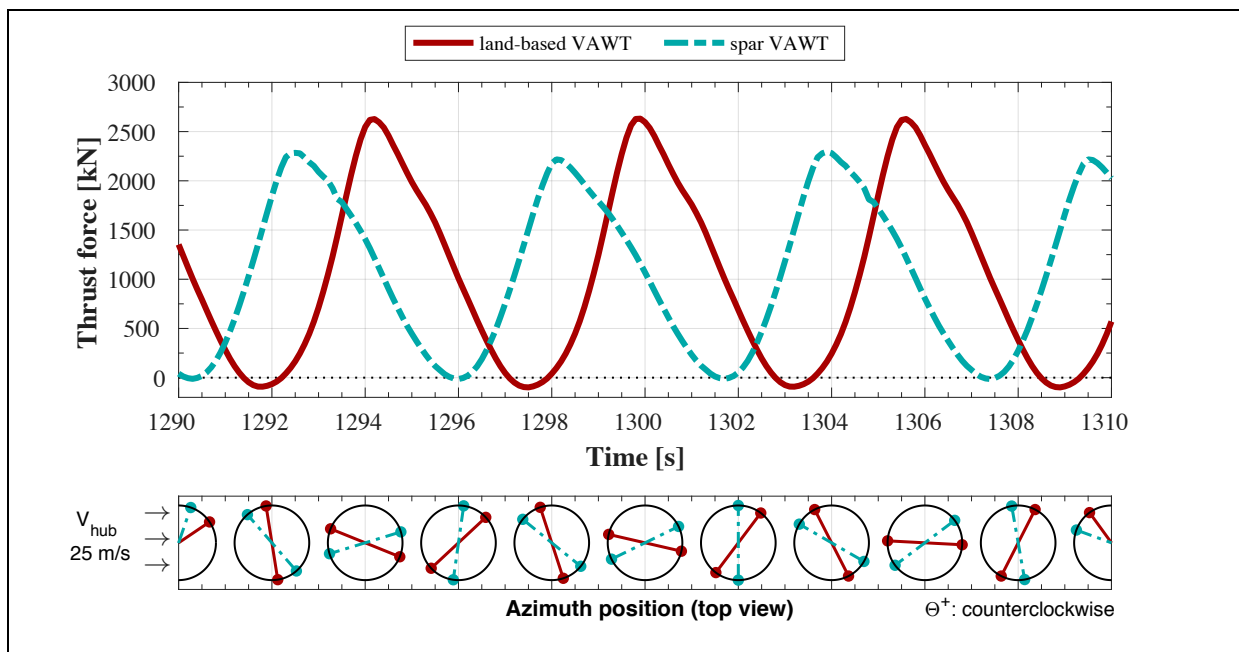 land-based VAWT spar VAWT
3000
2500
2000
1500
1000
500
0
Thrust force [kN]
1290 1292 1294 1296 1298 1300 1302 1304 1306 1308 1310
Time [s]
V_hub
25 m/s
Azimuth position (top view)
Θ⁺: counterclockwise